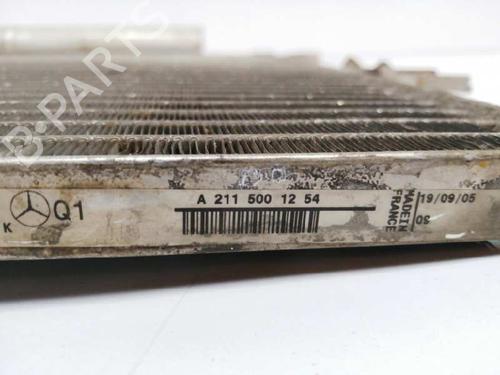 B-PARTS
K
Q1
A 211 500 12 54
MADE IN
FRANCE
19/09/05
30